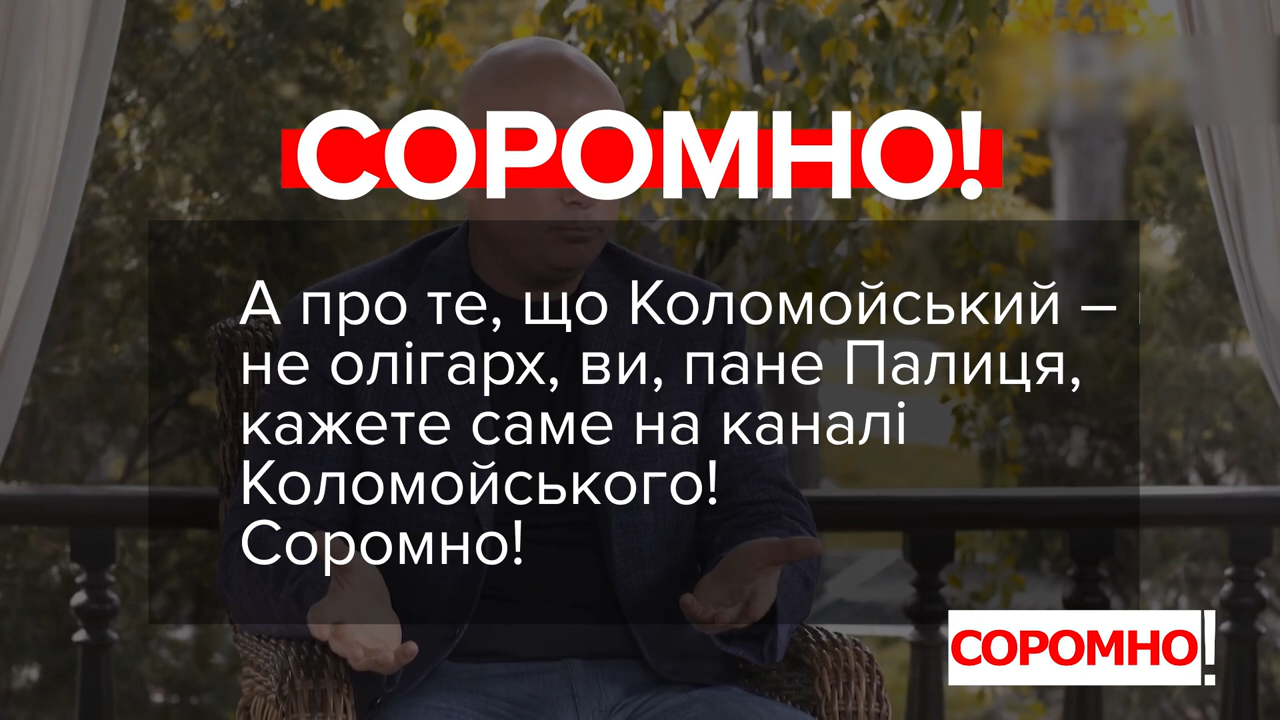 СОРОМНО!
А про те, що Коломойський –
не олігарх, ви, пане Палиця,
кажете саме на каналі
Коломойського!
Соромно!
СОРОМНО!